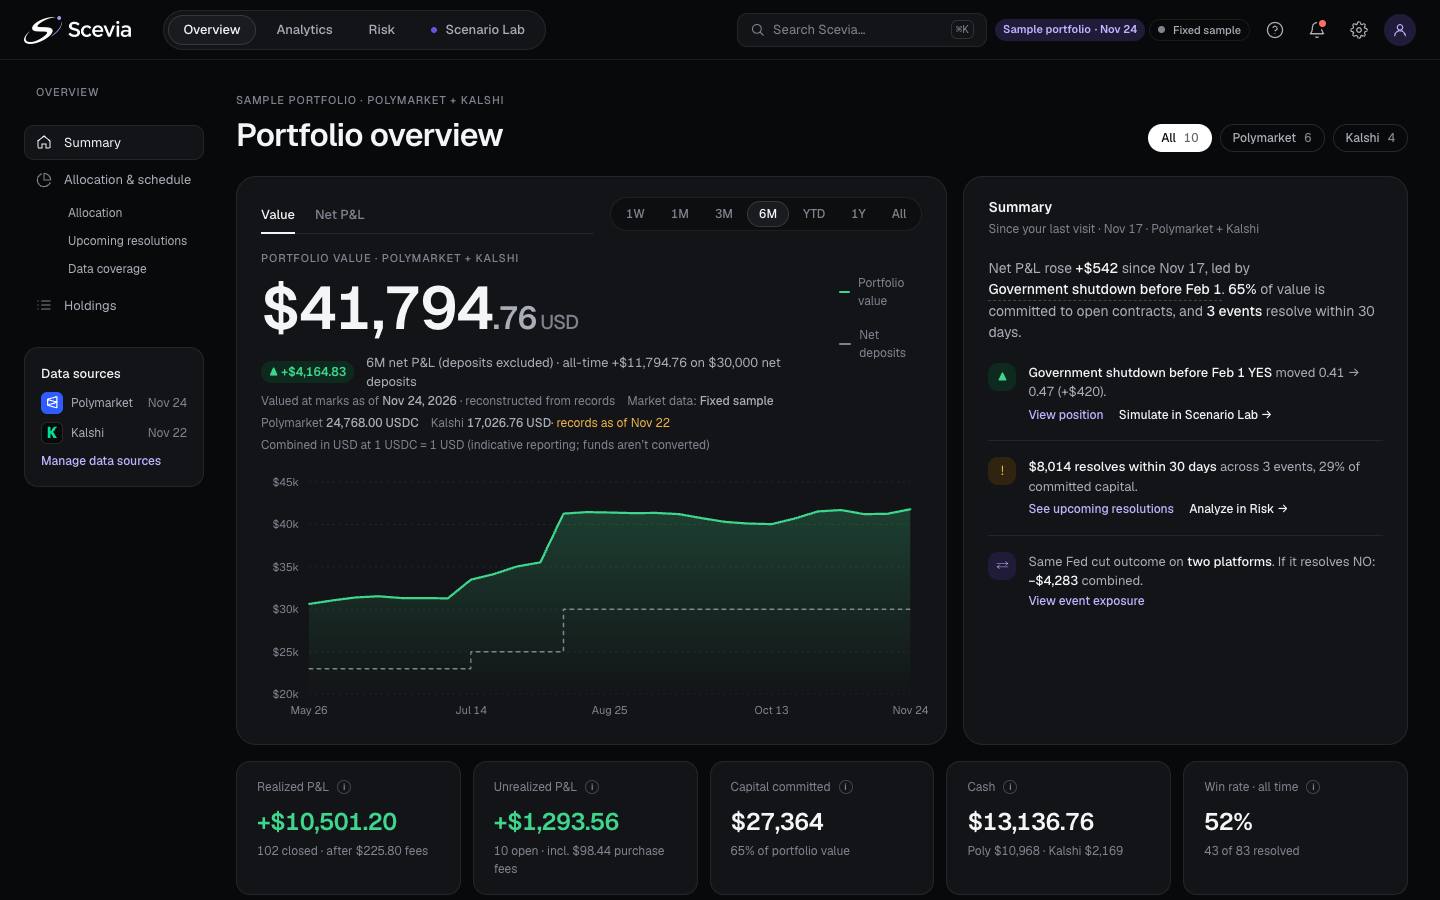 Scevia
Overview
Analytics
Risk
Scenario Lab
Search Scevia…
⌘K
Sample portfolio · Nov 24
Fixed sample
OVERVIEW
Summary
Allocation & schedule
Allocation
Upcoming resolutions
Data coverage
Holdings
Data sources
Polymarket Nov 24
Kalshi Nov 22
Manage data sources
SAMPLE PORTFOLIO · POLYMARKET + KALSHI
Portfolio overview
All 10
Polymarket 6
Kalshi 4
Value
Net P&L
1W
1M
3M
6M
YTD
1Y
All
PORTFOLIO VALUE · POLYMARKET + KALSHI
$41,794.76 USD
Portfolio
value
Net
deposits
▲ +$4,164.83
6M net P&L (deposits excluded) · all-time +$11,794.76 on $30,000 net
deposits
Valued at marks as of Nov 24, 2026 · reconstructed from records Market data: Fixed sample
Polymarket 24,768.00 USDC Kalshi 17,026.76 USD · records as of Nov 22
Combined in USD at 1 USDC = 1 USD (indicative reporting; funds aren't converted)
$45k
$40k
$35k
$30k
$25k
$20k
May 26
Jul 14
Aug 25
Oct 13
Nov 24
Summary
Since your last visit · Nov 17 · Polymarket + Kalshi
Net P&L rose +$542 since Nov 17, led by
Government shutdown before Feb 1. 65% of value is
committed to open contracts, and 3 events resolve within 30
days.
▲
Government shutdown before Feb 1 YES moved 0.41 →
0.47 (+$420).
View position
Simulate in Scenario Lab →
!
$8,014 resolves within 30 days across 3 events, 29% of
committed capital.
See upcoming resolutions
Analyze in Risk →
⇄
Same Fed cut outcome on two platforms. If it resolves NO:
−$4,283 combined.
View event exposure
Realized P&L i
+$10,501.20
102 closed · after $225.80 fees
Unrealized P&L i
+$1,293.56
10 open · incl. $98.44 purchase
fees
Capital committed i
$27,364
65% of portfolio value
Cash i
$13,136.76
Poly $10,968 · Kalshi $2,169
Win rate · all time i
52%
43 of 83 resolved